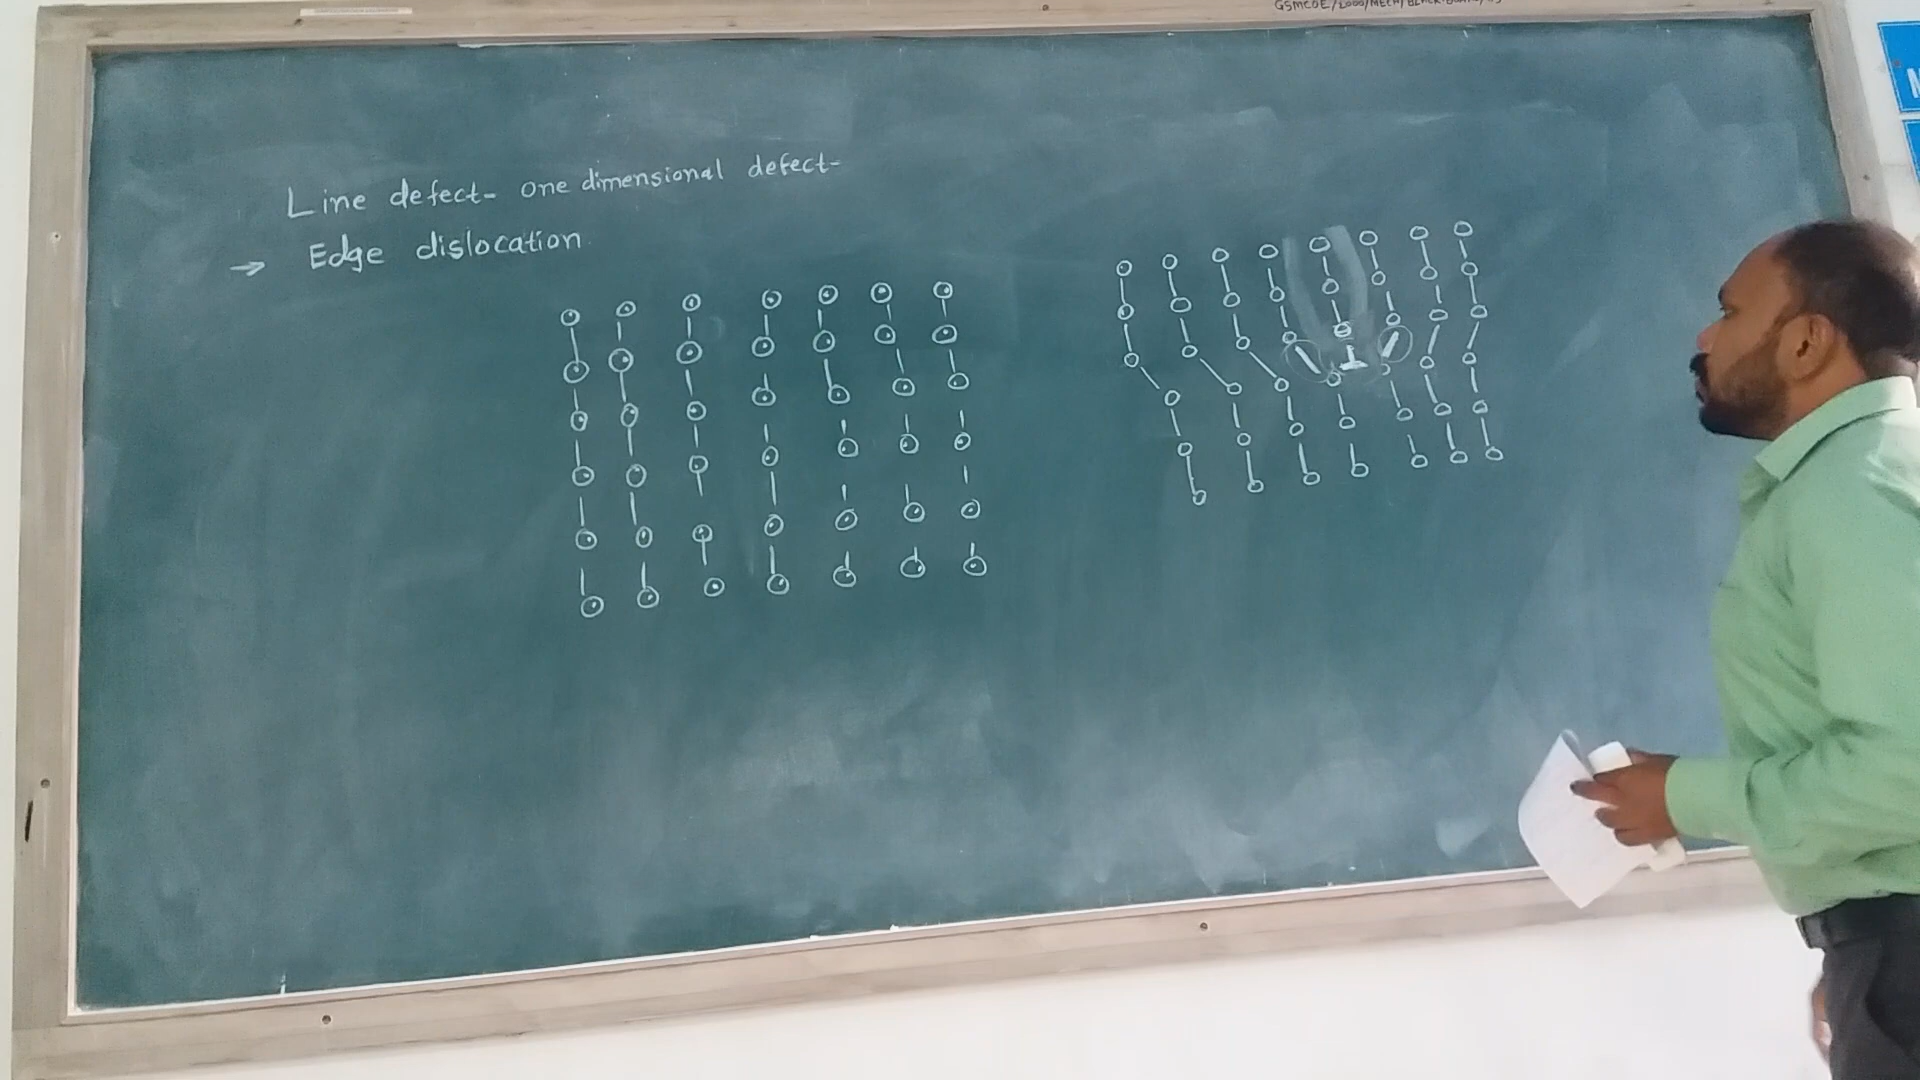 Line defect- one dimensional defect-
→ Edge dislocation
⊥